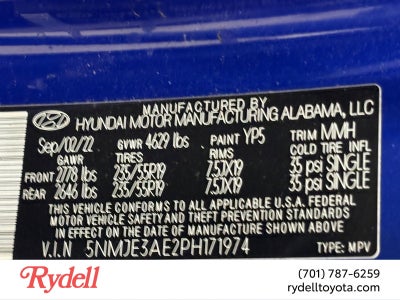 MANUFACTURED BY
HYUNDAI MOTOR MANUFACTURING ALABAMA, LLC
Sep/02/22 GVWR 4629 lbs PAINT YP5 TRIM MMH
GAWR TIRES RIMS COLD TIRE INFL
FRONT 2778 lbs 235/55R19 7.5JX19 35 psi SINGLE
REAR 2646 lbs 235/55R19 7.5JX19 35 psi SINGLE
THIS VEHICLE CONFORMS TO ALL APPLICABLE U.S.A. FEDERAL
MOTOR VEHICLE SAFETY AND THEFT PREVENTION STANDARDS
IN EFFECT ON THE DATE OF MANUFACTURE SHOWN ABOVE.
V.I.N 5NMJE3AE2PH171974 TYPE: MPV
Rydell
(701) 787-6259
rydelltoyota.com